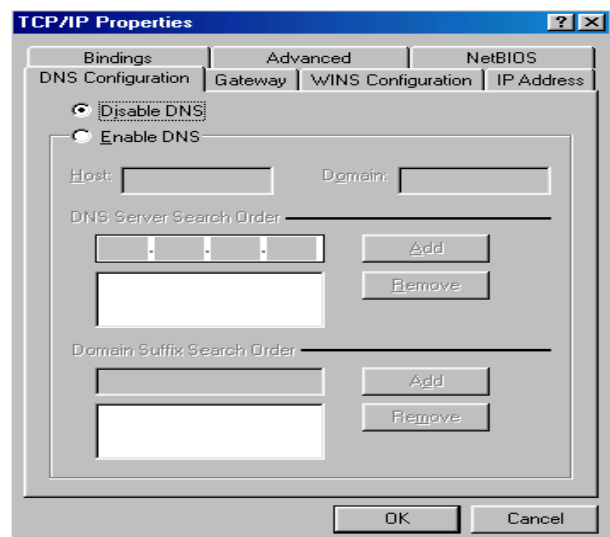 TCP/IP Properties ? X
Bindings Advanced NetBIOS
DNS Configuration Gateway WINS Configuration IP Address
Disable DNS
Enable DNS
Host: Domain:
DNS Server Search Order
. . .
Add
Remove
Domain Suffix Search Order
Add
Remove
OK Cancel